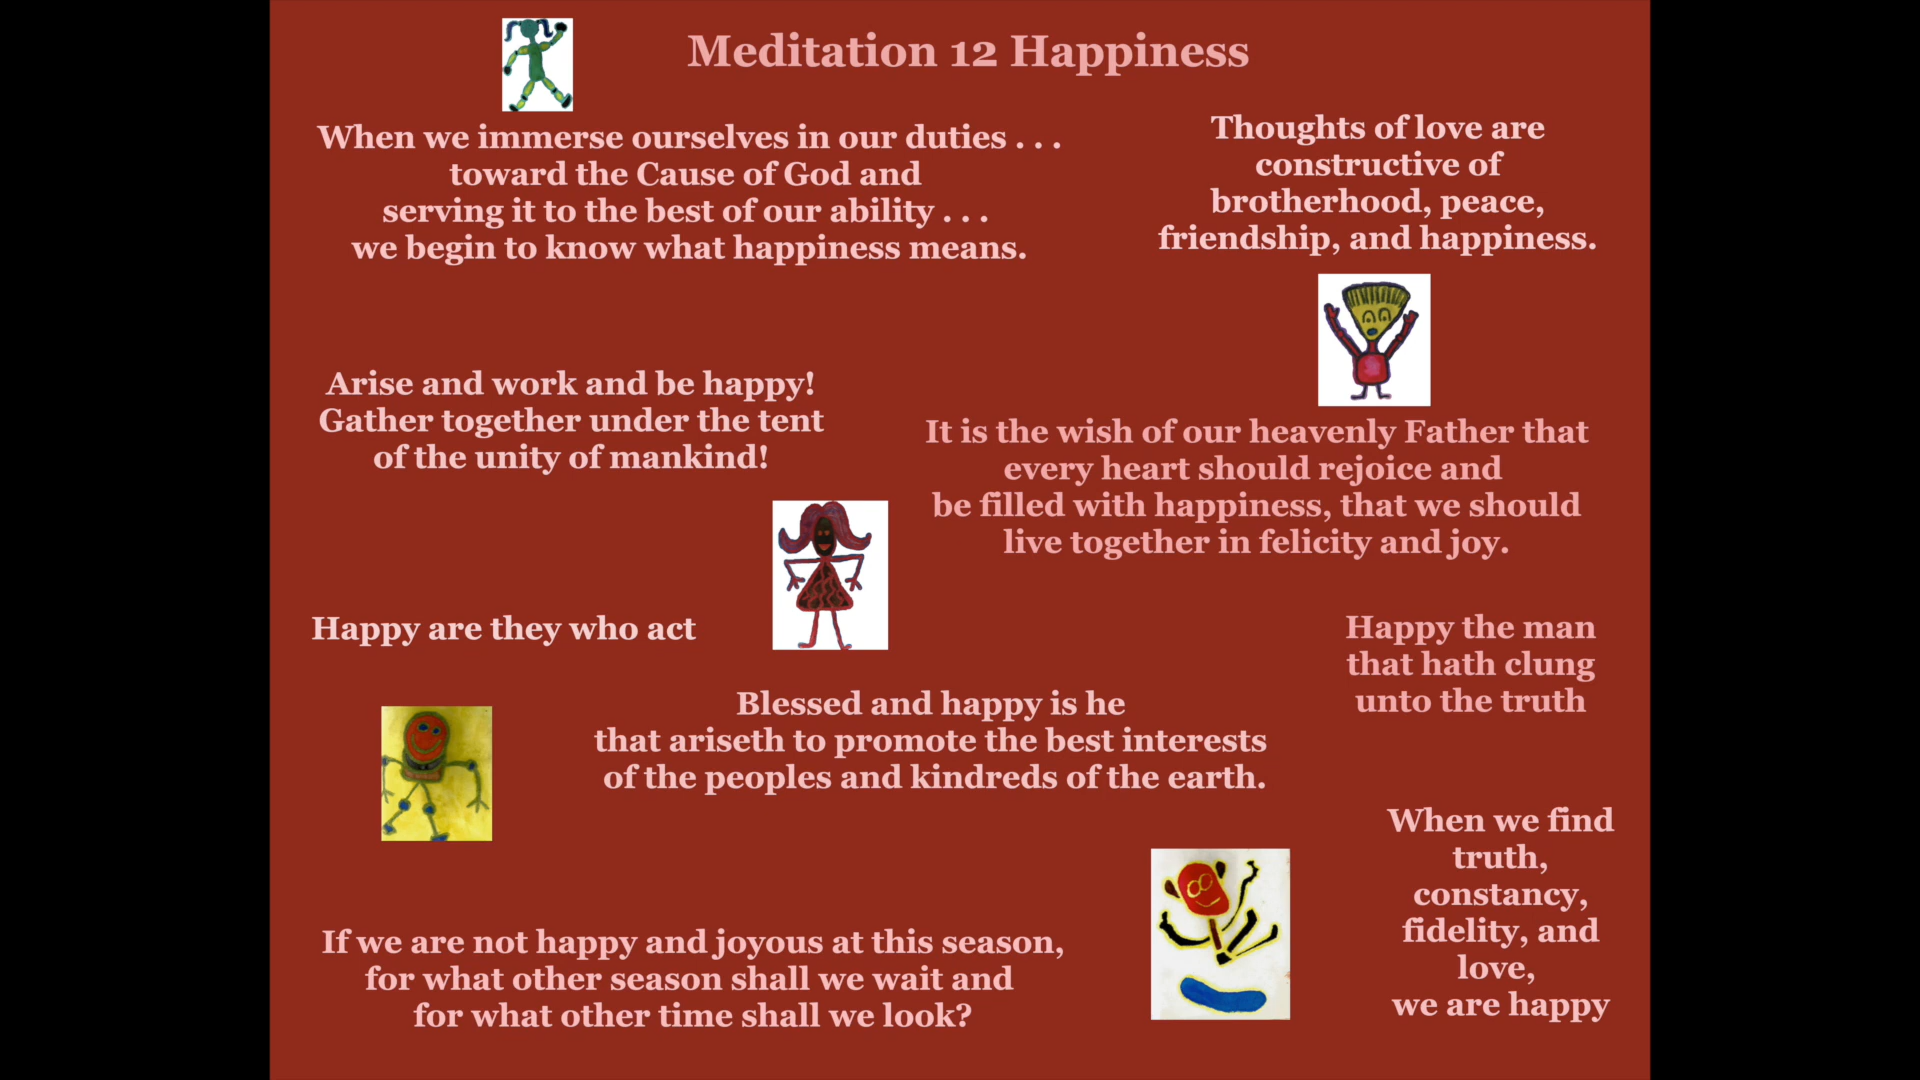 Meditation 12 Happiness
When we immerse ourselves in our duties . . .
toward the Cause of God and
serving it to the best of our ability . . .
we begin to know what happiness means.
Thoughts of love are
constructive of
brotherhood, peace,
friendship, and happiness.
Arise and work and be happy!
Gather together under the tent
of the unity of mankind!
It is the wish of our heavenly Father that
every heart should rejoice and
be filled with happiness, that we should
live together in felicity and joy.
Happy are they who act
Happy the man
that hath clung
unto the truth
Blessed and happy is he
that ariseth to promote the best interests
of the peoples and kindreds of the earth.
When we find
truth,
constancy,
fidelity, and
love,
we are happy
If we are not happy and joyous at this season,
for what other season shall we wait and
for what other time shall we look?